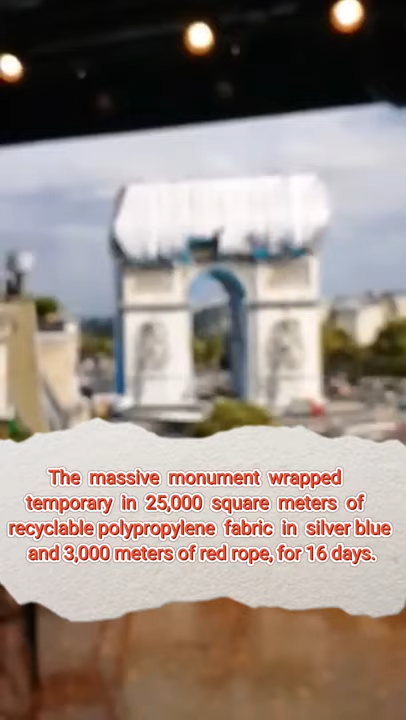 The massive monument wrapped
temporary in 25,000 square meters of
recyclable polypropylene fabric in silver blue
and 3,000 meters of red rope, for 16 days.